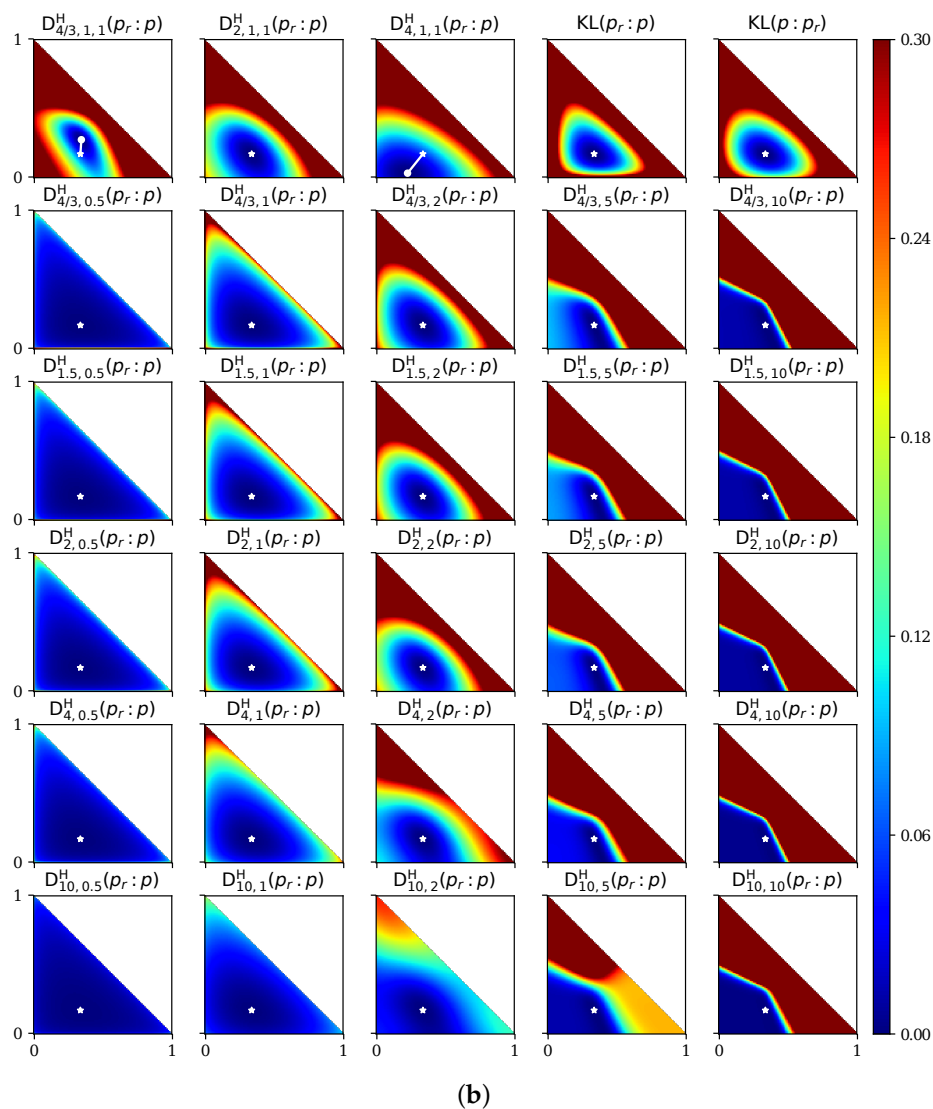 D^H_{4/3,1,1}(p_r : p) D^H_{2,1,1}(p_r : p) D^H_{4,1,1}(p_r : p) KL(p_r : p) KL(p : p_r)
1 0.30
0
D^H_{4/3,0.5}(p_r : p) D^H_{4/3,1}(p_r : p) D^H_{4/3,2}(p_r : p) D^H_{4/3,5}(p_r : p) D^H_{4/3,10}(p_r : p)
1
0.24
0
D^H_{1.5,0.5}(p_r : p) D^H_{1.5,1}(p_r : p) D^H_{1.5,2}(p_r : p) D^H_{1.5,5}(p_r : p) D^H_{1.5,10}(p_r : p)
1
0.18
0
D^H_{2,0.5}(p_r : p) D^H_{2,1}(p_r : p) D^H_{2,2}(p_r : p) D^H_{2,5}(p_r : p) D^H_{2,10}(p_r : p)
1
0.12
0
D^H_{4,0.5}(p_r : p) D^H_{4,1}(p_r : p) D^H_{4,2}(p_r : p) D^H_{4,5}(p_r : p) D^H_{4,10}(p_r : p)
1
0.06
0
D^H_{10,0.5}(p_r : p) D^H_{10,1}(p_r : p) D^H_{10,2}(p_r : p) D^H_{10,5}(p_r : p) D^H_{10,10}(p_r : p)
1
0 0.00
0 1 0 1 0 1 0 1 0 1
(b)